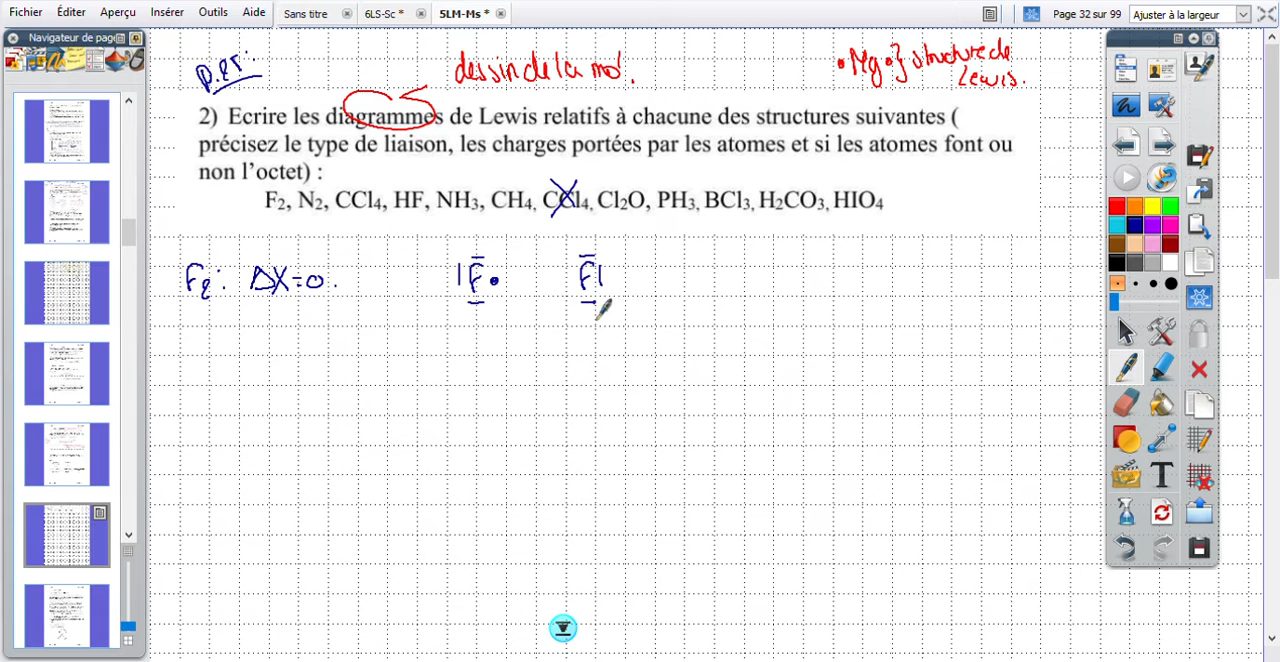 Fichier Éditer Aperçu Insérer Outils Aide Sans titre 6LS-Sc * 5LM-Ms * Page 32 sur 99 Ajuster à la largeur
Navigateur de page
dessin de la mol.
•Mg•} structure de
Lewis.
2) Ecrire les diagrammes de Lewis relatifs à chacune des structures suivantes (
précisez le type de liaison, les charges portées par les atomes et si les atomes font ou
non l'octet) :
F2, N2, CCl4, HF, NH3, CH4, CCl4, Cl2O, PH3, BCl3, H2CO3, HIO4
F2: ΔX=0. |F• F|